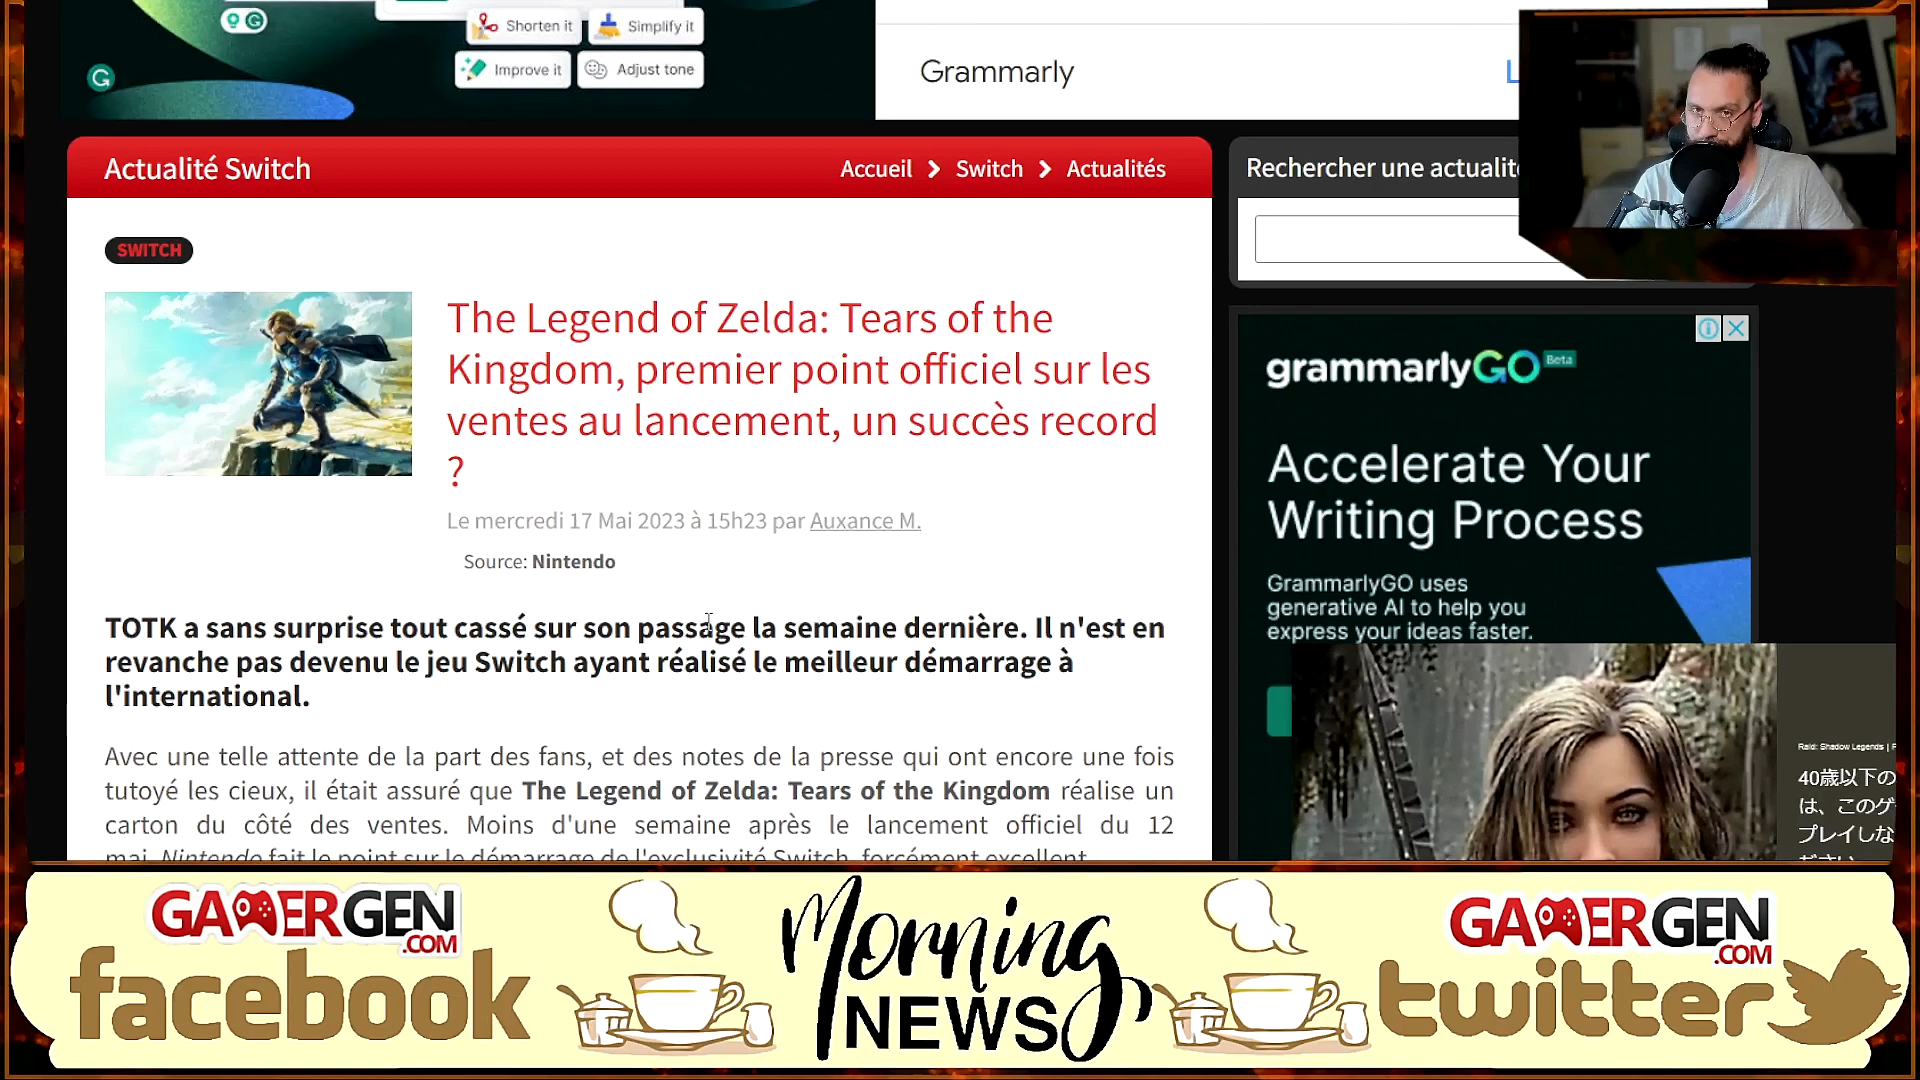 Shorten it
Simplify it
Improve it
Adjust tone
Grammarly
Actualité Switch
Accueil
Switch
Actualités
Rechercher une actualité
SWITCH
The Legend of Zelda: Tears of the
Kingdom, premier point officiel sur les
ventes au lancement, un succès record
?
Le mercredi 17 Mai 2023 à 15h23 par Auxance M.
Source: Nintendo
TOTK a sans surprise tout cassé sur son passage la semaine dernière. Il n'est en
revanche pas devenu le jeu Switch ayant réalisé le meilleur démarrage à
l'international.
Avec une telle attente de la part des fans, et des notes de la presse qui ont encore une fois
tutoyé les cieux, il était assuré que The Legend of Zelda: Tears of the Kingdom réalise un
carton du côté des ventes. Moins d'une semaine après le lancement officiel du 12
mai, Nintendo fait le point sur le démarrage de l'exclusivité Switch, forcément excellent.
grammarlyGO Beta
Accelerate Your
Writing Process
GrammarlyGO uses
generative AI to help you
express your ideas faster.
Raid: Shadow Legends
40歳以下の
は、このゲ
プレイしな
ださい
GAMERGEN
.COM
facebook
Morning
NEWS
GAMERGEN
.COM
twitter